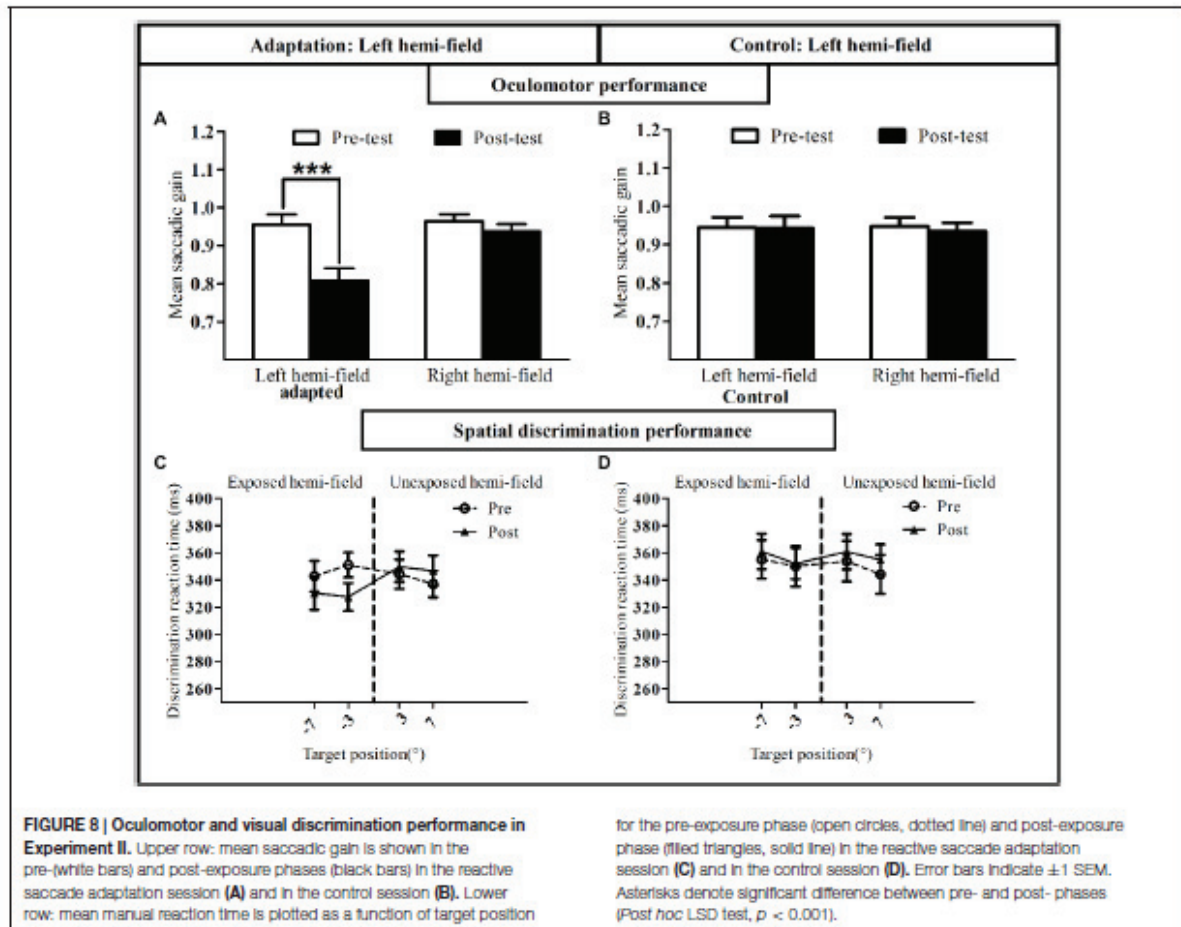 Adaptation: Left hemi-field
Control: Left hemi-field
Oculomotor performance
A
B
Pre-test
Post-test
Pre-test
Post-test
Mean saccadic gain
1.2
1.1
1.0
0.9
0.8
0.7
***
Left hemi-field
adapted
Right hemi-field
Mean saccadic gain
1.2
1.1
1.0
0.9
0.8
0.7
Left hemi-field
Control
Right hemi-field
Spatial discrimination performance
C
D
Exposed hemi-field
Unexposed hemi-field
Pre
Post
Discrimination reaction time (ms)
400
380
360
340
320
300
280
260
-7
-3
3
7
Target position(°)
Exposed hemi-field
Unexposed hemi-field
Pre
Post
Discrimination reaction time (ms)
400
380
360
340
320
300
280
260
-7
-3
3
7
Target position(°)
FIGURE 8 | Oculomotor and visual discrimination performance in
Experiment II. Upper row: mean saccadic gain is shown in the
pre-(white bars) and post-exposure phases (black bars) in the reactive
saccade adaptation session (A) and in the control session (B). Lower
row: mean manual reaction time is plotted as a function of target position
for the pre-exposure phase (open circles, dotted line) and post-exposure
phase (filled triangles, solid line) in the reactive saccade adaptation
session (C) and in the control session (D). Error bars indicate ±1 SEM.
Asterisks denote significant difference between pre- and post- phases
(Post hoc LSD test, p < 0.001).